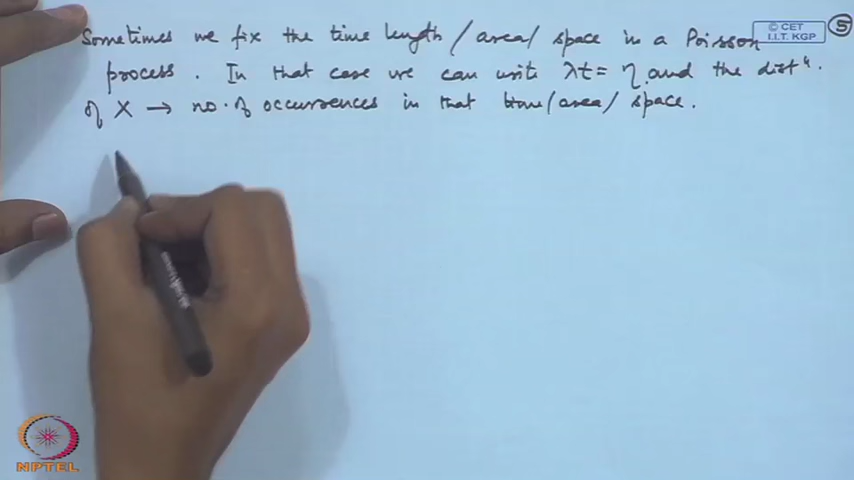 © CET
I.I.T. KGP
5
Sometimes we fix the time length / area / space in a Poisson
process. In that case we can write λt = η and the distⁿ.
of X → no. of occurrences in that time/area/ space.
NPTEL